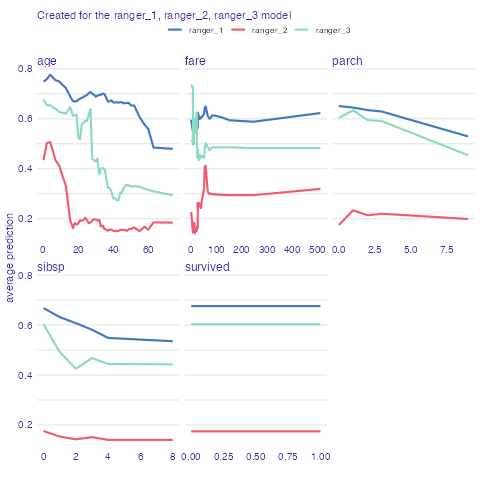 Created for the ranger_1, ranger_2, ranger_3 model
ranger_1 ranger_2 ranger_3
age fare parch
0.8
0.6
0.4
0.2
0 20 40 60 0 100 200 300 400 500 0.0 2.5 5.0 7.5
average prediction
sibsp survived
0.8
0.6
0.4
0.2
0 2 4 6 8 0.00 0.25 0.50 0.75 1.00